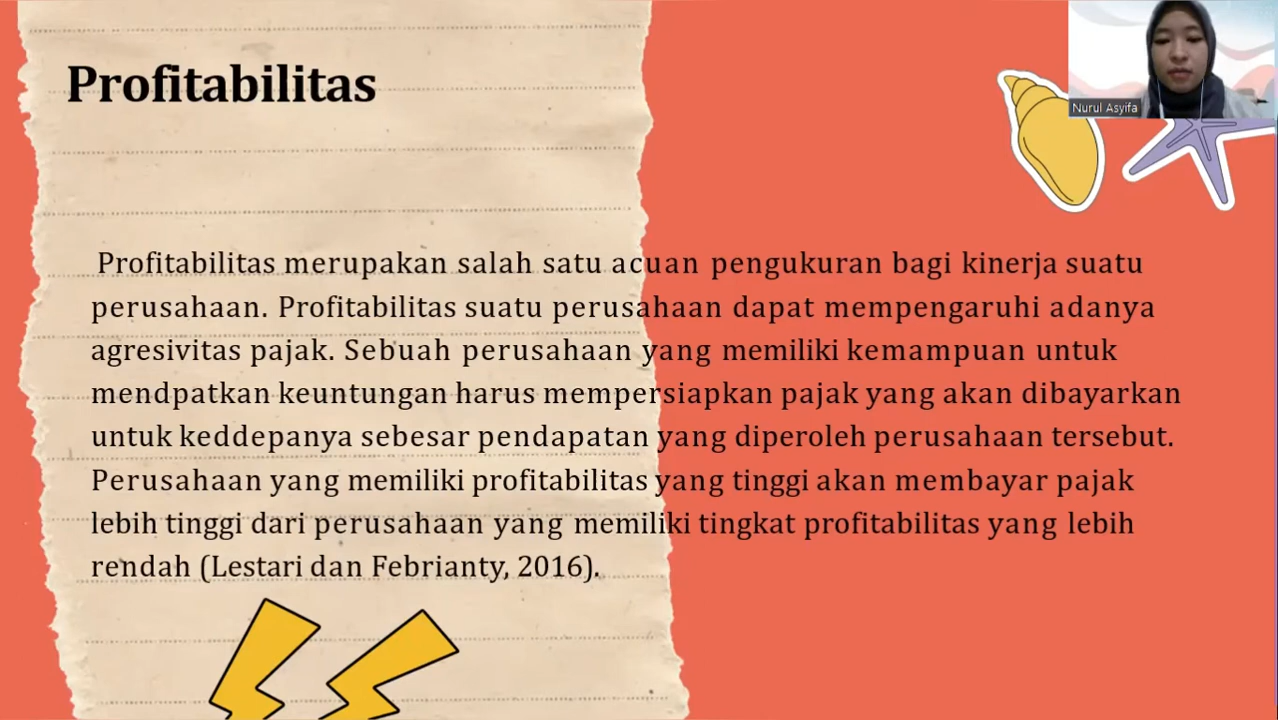 Profitabilitas
Nurul Asyifa
Profitabilitas merupakan salah satu acuan pengukuran bagi kinerja suatu
perusahaan. Profitabilitas suatu perusahaan dapat mempengaruhi adanya
agresivitas pajak. Sebuah perusahaan yang memiliki kemampuan untuk
mendpatkan keuntungan harus mempersiapkan pajak yang akan dibayarkan
untuk keddepanya sebesar pendapatan yang diperoleh perusahaan tersebut.
Perusahaan yang memiliki profitabilitas yang tinggi akan membayar pajak
lebih tinggi dari perusahaan yang memiliki tingkat profitabilitas yang lebih
rendah (Lestari dan Febrianty, 2016).